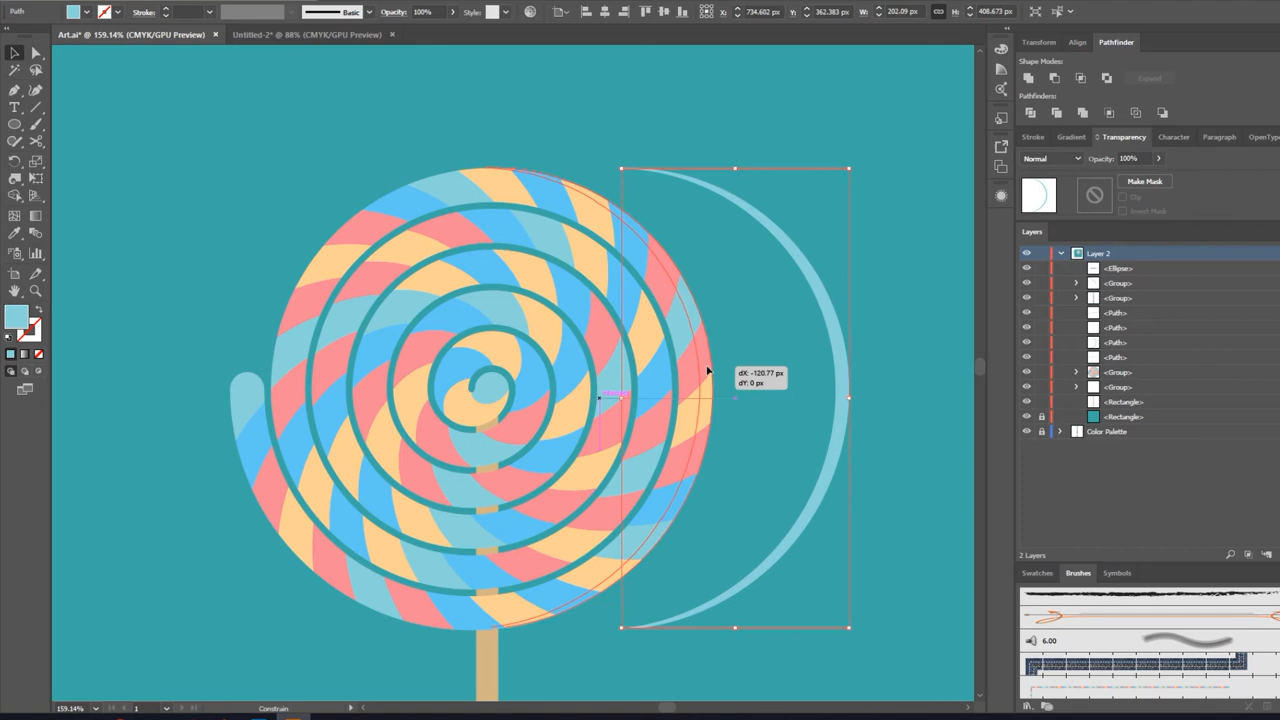 Path
Stroke:
Basic
Opacity: 100%
Style:
X: 734.602 px
Y: 362.383 px
W: 202.09 px
H: 408.673 px
Art.ai* @ 159.14% (CMYK/GPU Preview) ×
Untitled-2* @ 88% (CMYK/GPU Preview) ×
Transform
Align
Pathfinder
Shape Modes:
Expand
Pathfinders:
Stroke
Gradient
Transparency
Character
Paragraph
OpenType
Normal
Opacity: 100%
Make Mask
Clip
Invert Mask
Layers
Layer 2
<Ellipse>
<Group>
<Group>
<Path>
<Path>
<Path>
<Path>
<Group>
<Group>
<Rectangle>
<Rectangle>
Color Palette
dX: -120.77 px
dY: 0 px
2 Layers
Swatches
Brushes
Symbols
6.00
159.14%
1
Constrain